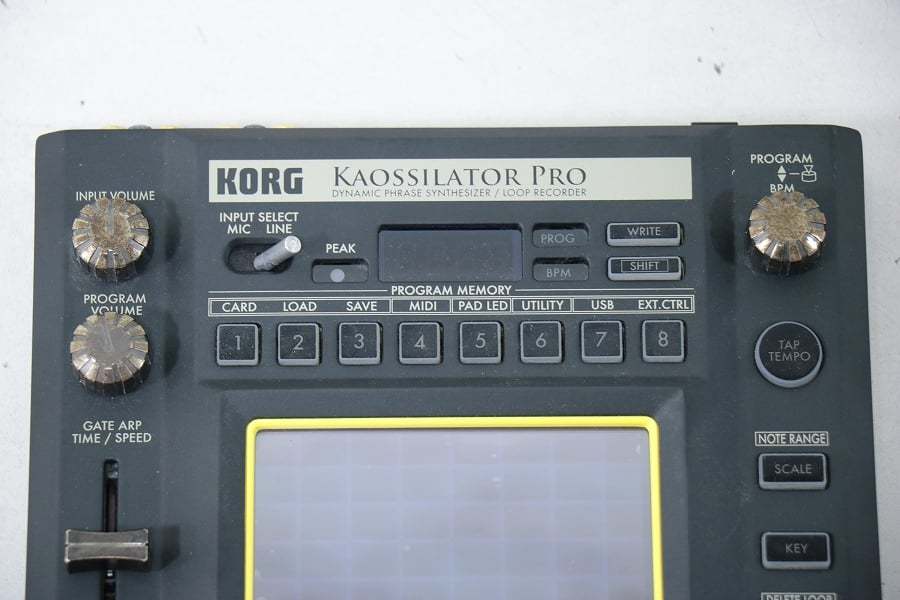 KORG KAOSSILATOR PRO
DYNAMIC PHRASE SYNTHESIZER / LOOP RECORDER
INPUT VOLUME
INPUT SELECT
MIC LINE
PEAK
PROG
BPM
WRITE
SHIFT
PROGRAM
BPM
PROGRAM MEMORY
CARD LOAD SAVE MIDI PAD LED UTILITY USB EXT.CTRL
1 2 3 4 5 6 7 8
PROGRAM
VOLUME
TAP
TEMPO
GATE ARP
TIME / SPEED
NOTE RANGE
SCALE
KEY
DELETE LOOP